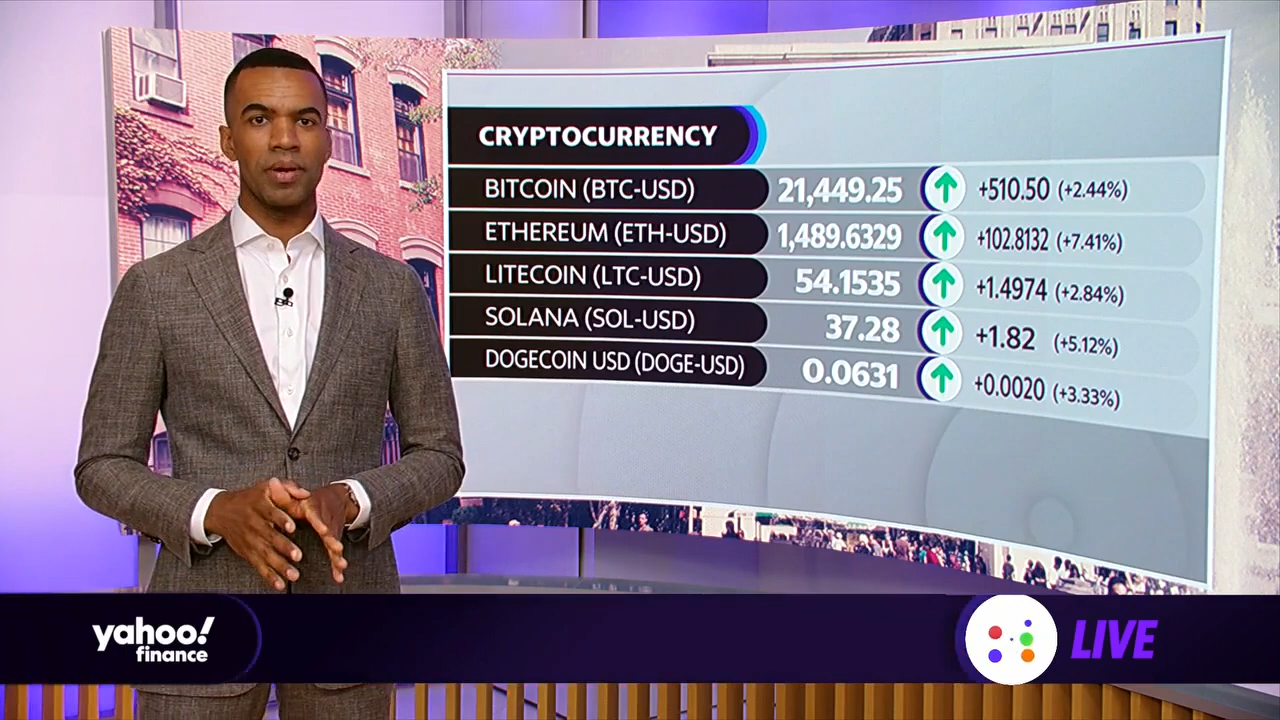 CRYPTOCURRENCY
BITCOIN (BTC-USD) 21,449.25 +510.50 (+2.44%)
ETHEREUM (ETH-USD) 1,489.6329 +102.8132 (+7.41%)
LITECOIN (LTC-USD) 54.1535 +1.4974 (+2.84%)
SOLANA (SOL-USD) 37.28 +1.82 (+5.12%)
DOGECOIN USD (DOGE-USD) 0.0631 +0.0020 (+3.33%)
yahoo!
finance
LIVE